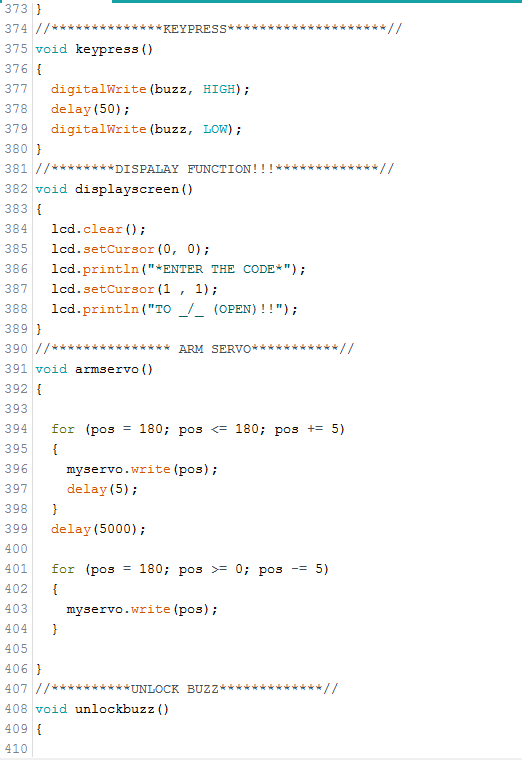 373 }
374 //**************KEYPRESS********************//
375 void keypress()
376 {
377   digitalWrite(buzz, HIGH);
378   delay(50);
379   digitalWrite(buzz, LOW);
380 }
381 //********DISPALAY FUNCTION!!!*************//
382 void displayscreen()
383 {
384   lcd.clear();
385   lcd.setCursor(0, 0);
386   lcd.println("*ENTER THE CODE*");
387   lcd.setCursor(1 , 1);
388   lcd.println("TO _/_ (OPEN)!!");
389 }
390 //*************** ARM SERVO***********//
391 void armservo()
392 {
393
394   for (pos = 180; pos <= 180; pos += 5)
395   {
396     myservo.write(pos);
397     delay(5);
398   }
399   delay(5000);
400
401   for (pos = 180; pos >= 0; pos -= 5)
402   {
403     myservo.write(pos);
404   }
405
406 }
407 //**********UNLOCK BUZZ*************//
408 void unlockbuzz()
409 {
410